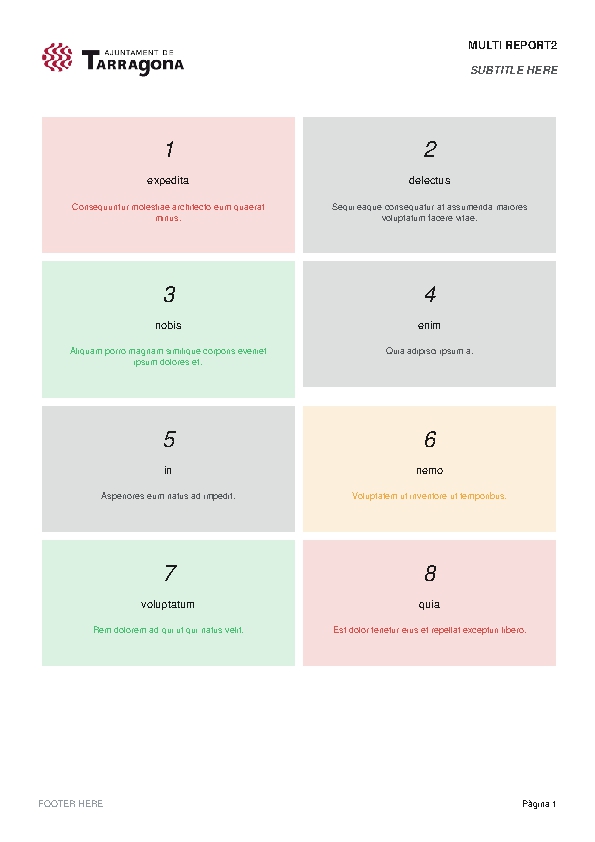 AJUNTAMENT DE
TARRAgona
MULTI REPORT2
SUBTITLE HERE
1
expedita
Consequuntur molestiae architecto eum quaerat
minus.
2
delectus
Sequi eaque consequatur at assumenda maiores
voluptatum facere vitae.
3
nobis
Aliquam porro magnam similique corporis eveniet
ipsum dolores et.
4
enim
Quia adipisci ipsum a.
5
in
Asperiores eum natus ad impedit.
6
nemo
Voluptatem ut inventore ut temporibus.
7
voluptatum
Rem dolorem ad qui ut qui natus velit.
8
quia
Est dolor tenetur eius et repellat excepturi libero.
FOOTER HERE
Pàgina 1